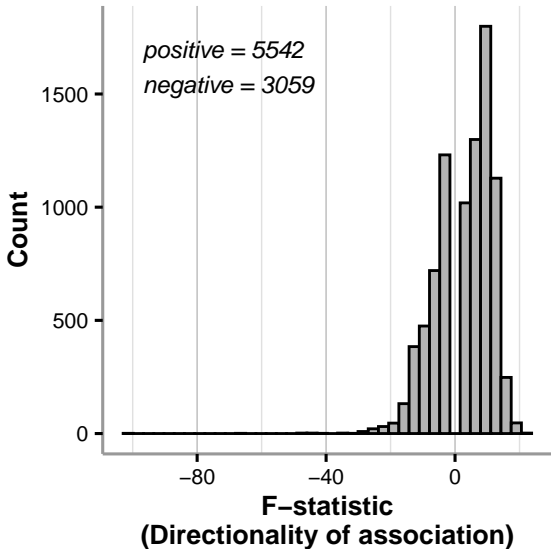 positive = 5542
negative = 3059
1500
1000
500
0
Count
−80
−40
0
F−statistic
(Directionality of association)